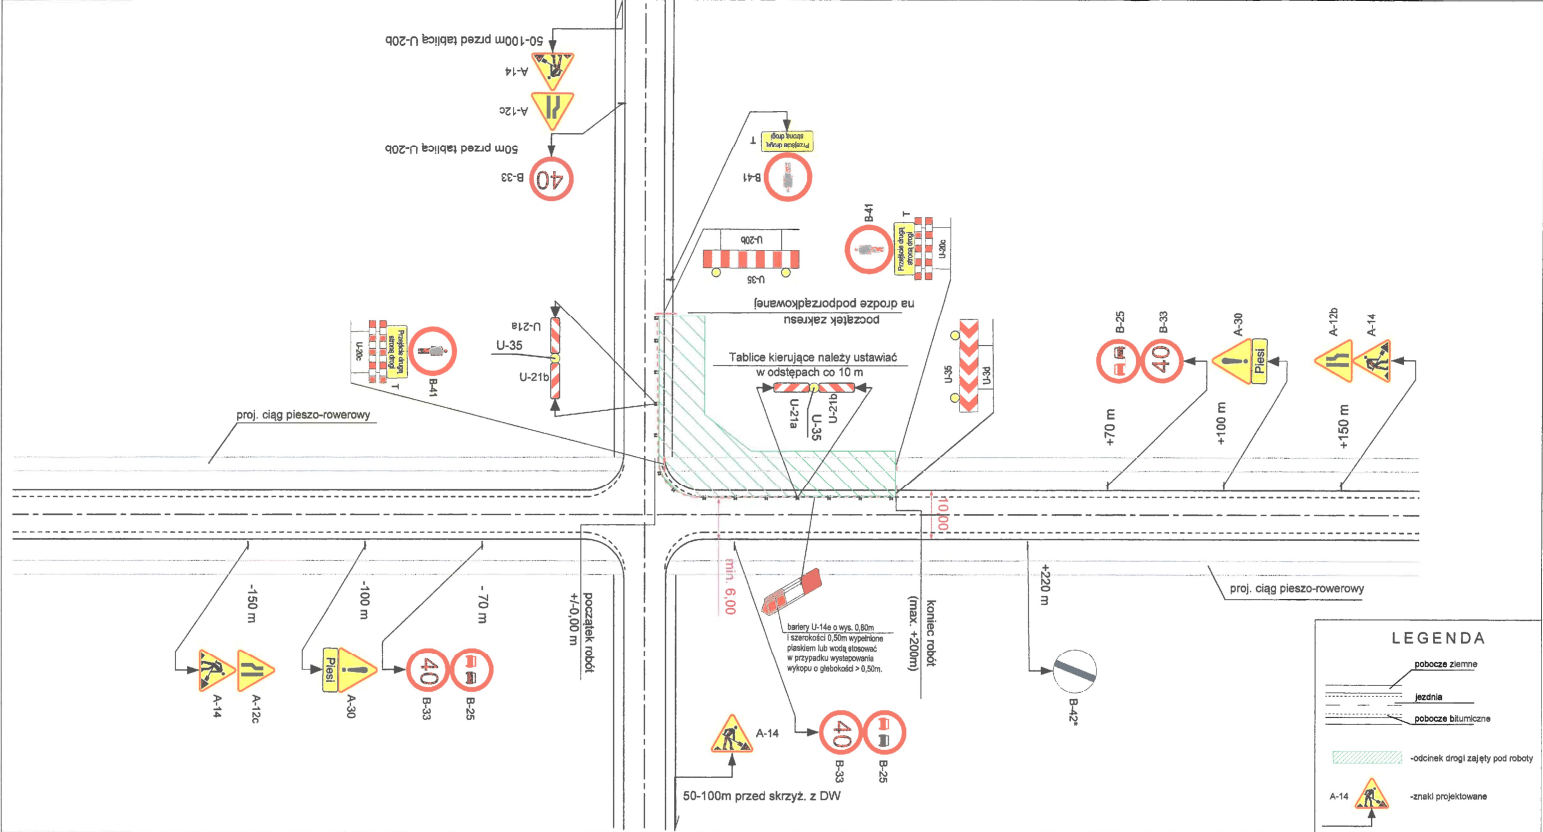 50-100m przed tablicą U-20b
A-14
A-12c
50m przed tablicą U-20b
B-33
40
Przejście drugą
stroną drogi
T
B-41
U-20b
U-35
B-41
T
Przejście drugą
stroną drogi
U-20c
początek zakresu
na drodze podporządkowanej
U-20c
Przejście drugą
stroną drogi
T
B-41
U-21a
U-35
U-21b
Tablice kierujące należy ustawiać
w odstępach co 10 m
U-21a
U-35
U-21b
U-35
U-3d
B-25
B-33
40
A-30
Piesi
A-12b
A-14
+70 m
+100 m
+150 m
proj. ciąg pieszo-rowerowy
10,00
min. 6,00
-150 m
-100 m
- 70 m
początek robót
+/-0,00 m
A-14
A-12c
Piesi
A-30
40
B-33
B-25
bariery U-14e o wys. 0,80m
i szerokości 0,50m wypełnione
piaskiem lub wodą stosować
w przypadku występowania
wykopu o głębokości > 0,50m.
koniec robót
(max. +200m)
+220 m
B-42*
proj. ciąg pieszo-rowerowy
A-14
40
B-33
B-25
50-100m przed skrzyż. z DW
LEGENDA
pobocze ziemne
jezdnia
pobocze bitumiczne
-odcinek drogi zajęty pod roboty
A-14
-znaki projektowane